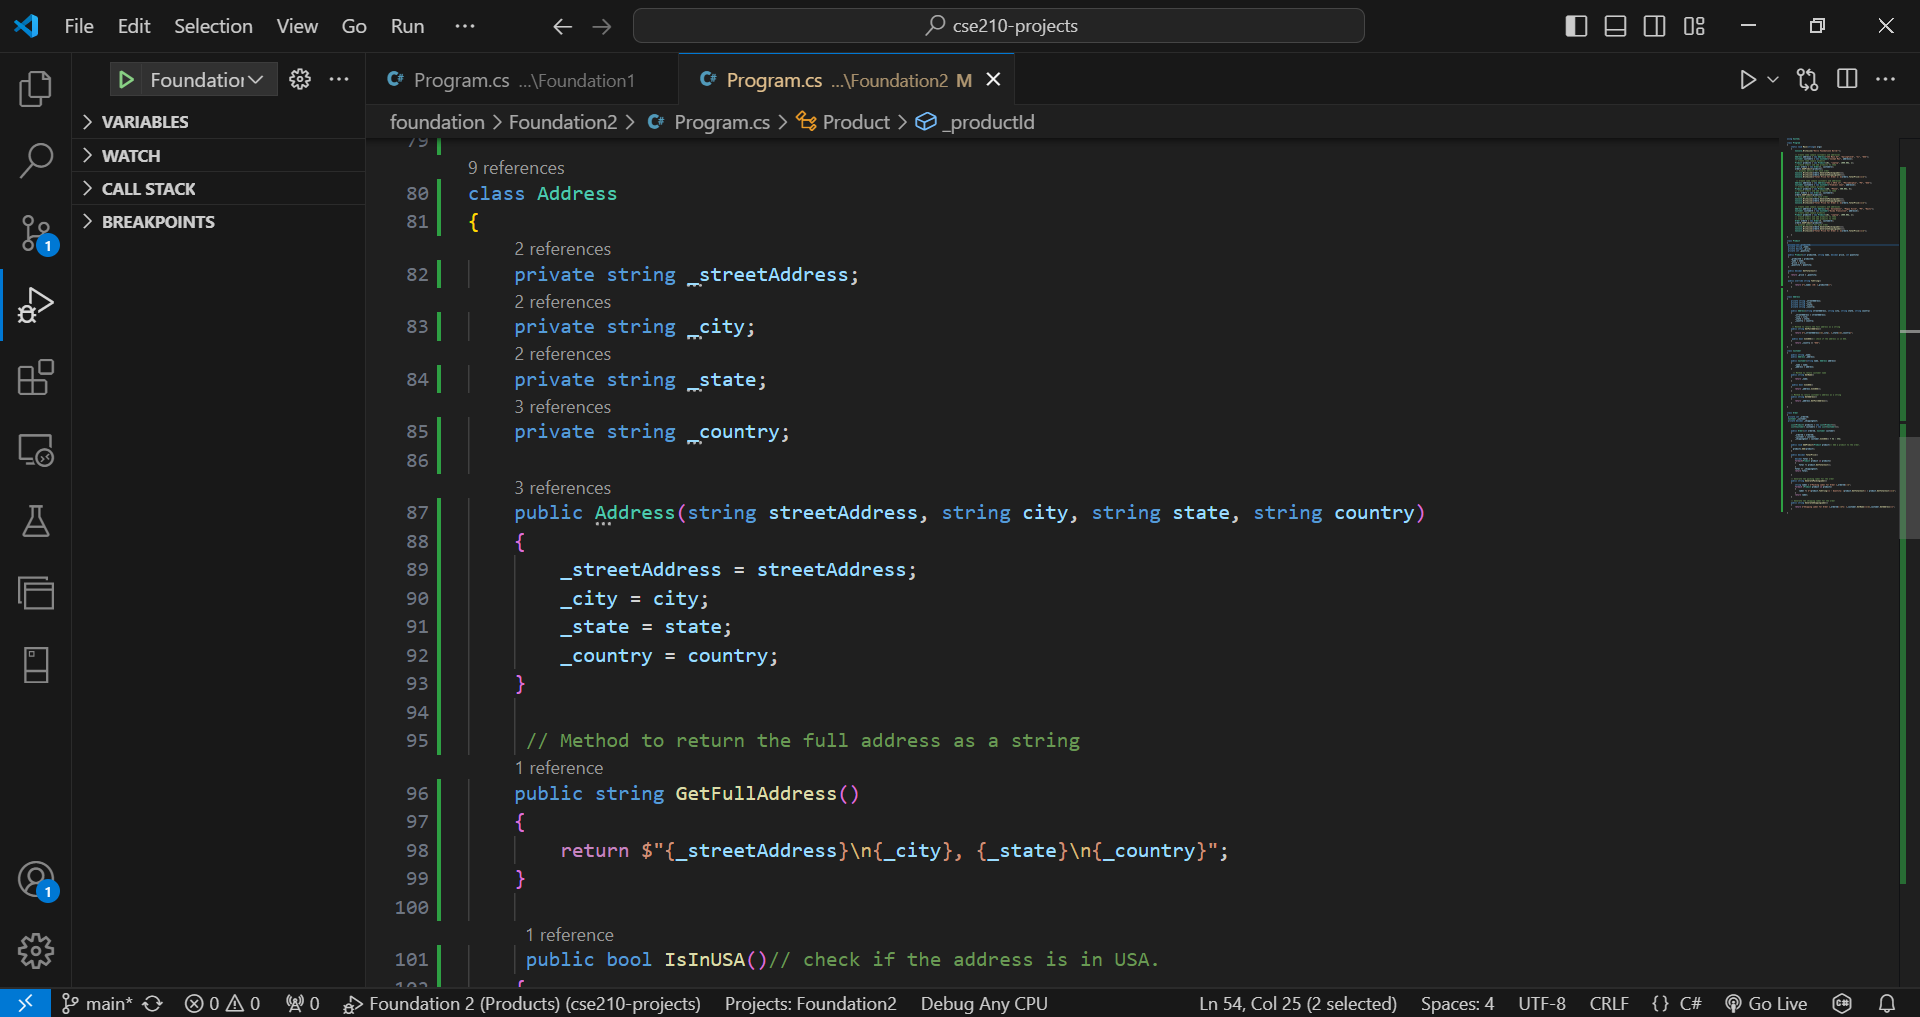 File Edit Selection View Go Run ···
cse210-projects
Foundation
Program.cs ...\Foundation1
Program.cs ...\Foundation2 M
foundation > Foundation2 > Program.cs > Product > _productId
VARIABLES
WATCH
CALL STACK
BREAKPOINTS
79
9 references
80 class Address
81 {
2 references
82 private string _streetAddress;
2 references
83 private string _city;
2 references
84 private string _state;
3 references
85 private string _country;
86
3 references
87 public Address(string streetAddress, string city, string state, string country)
88 {
89 _streetAddress = streetAddress;
90 _city = city;
91 _state = state;
92 _country = country;
93 }
94
95 // Method to return the full address as a string
1 reference
96 public string GetFullAddress()
97 {
98 return $"{_streetAddress}\n{_city}, {_state}\n{_country}";
99 }
100
1 reference
101 public bool IsInUSA()// check if the address is in USA.
102 {
1
1
main* 0 0 0 Foundation 2 (Products) (cse210-projects) Projects: Foundation2 Debug Any CPU Ln 54, Col 25 (2 selected) Spaces: 4 UTF-8 CRLF {} C# Go Live